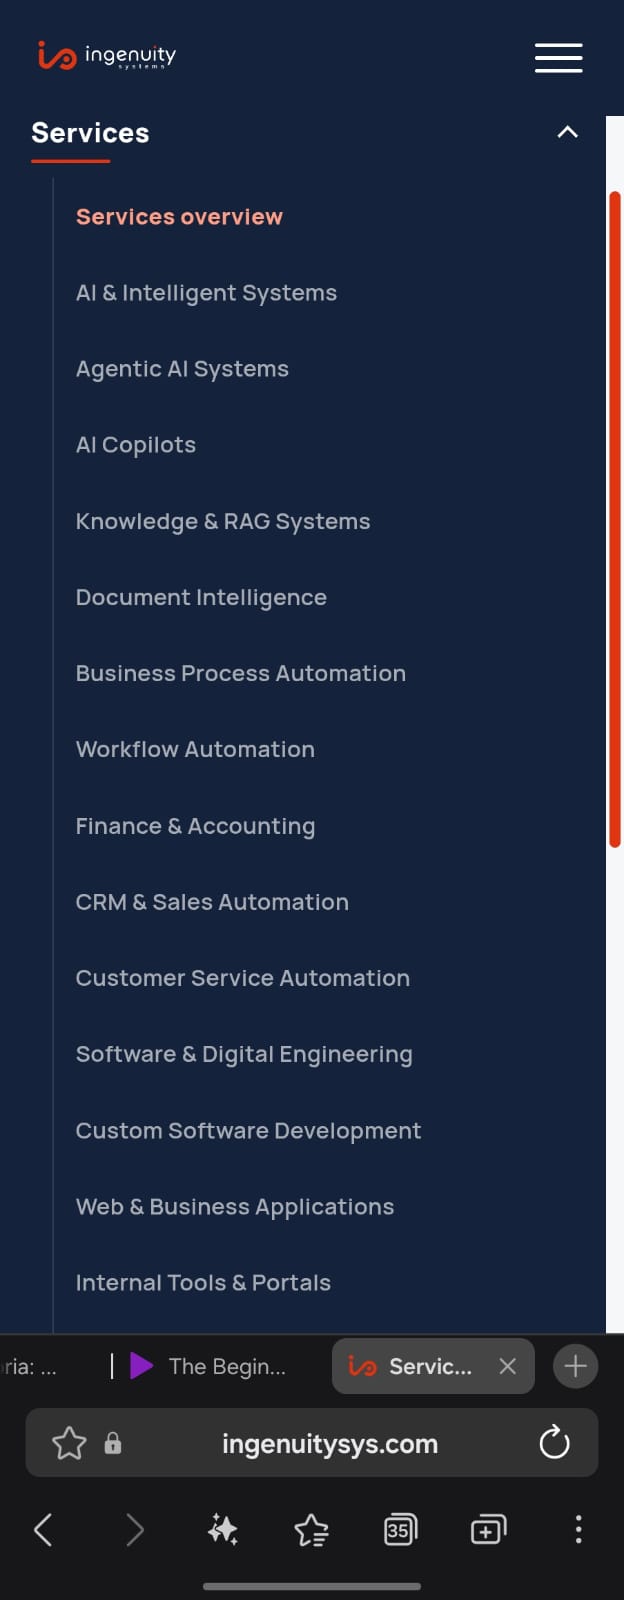 ingenuity
systems
Services
Services overview
AI & Intelligent Systems
Agentic AI Systems
AI Copilots
Knowledge & RAG Systems
Document Intelligence
Business Process Automation
Workflow Automation
Finance & Accounting
CRM & Sales Automation
Customer Service Automation
Software & Digital Engineering
Custom Software Development
Web & Business Applications
Internal Tools & Portals
ria: ... The Begin... Servic...
ingenuitysys.com
35